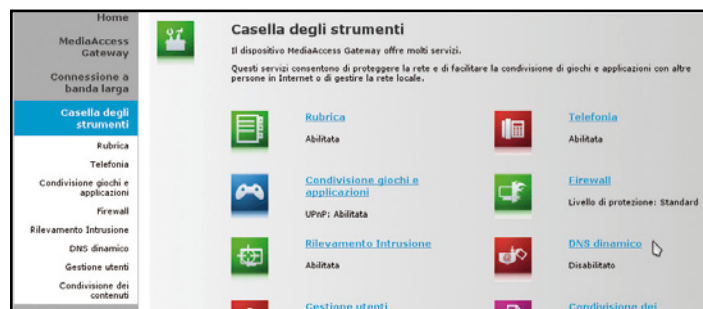 Home
MediaAccess
Gateway
Connessione a
banda larga
Casella degli
strumenti
Rubrica
Telefonia
Condivisione giochi e
applicazioni
Firewall
Rilevamento Intrusione
DNS dinamico
Gestione utenti
Condivisione dei
contenuti
Casella degli strumenti
Il dispositivo MediaAccess Gateway offre molti servizi.
Questi servizi consentono di proteggere la rete e di facilitare la condivisione di giochi e applicazioni con altre
persone in Internet o di gestire la rete locale.
Rubrica
Abilitata
Telefonia
Abilitata
Condivisione giochi e
applicazioni
UPnP: Abilitata
Firewall
Livello di protezione: Standard
Rilevamento Intrusione
Abilitata
DNS dinamico
Disabilitato
Gestione utenti
Condivisione dei